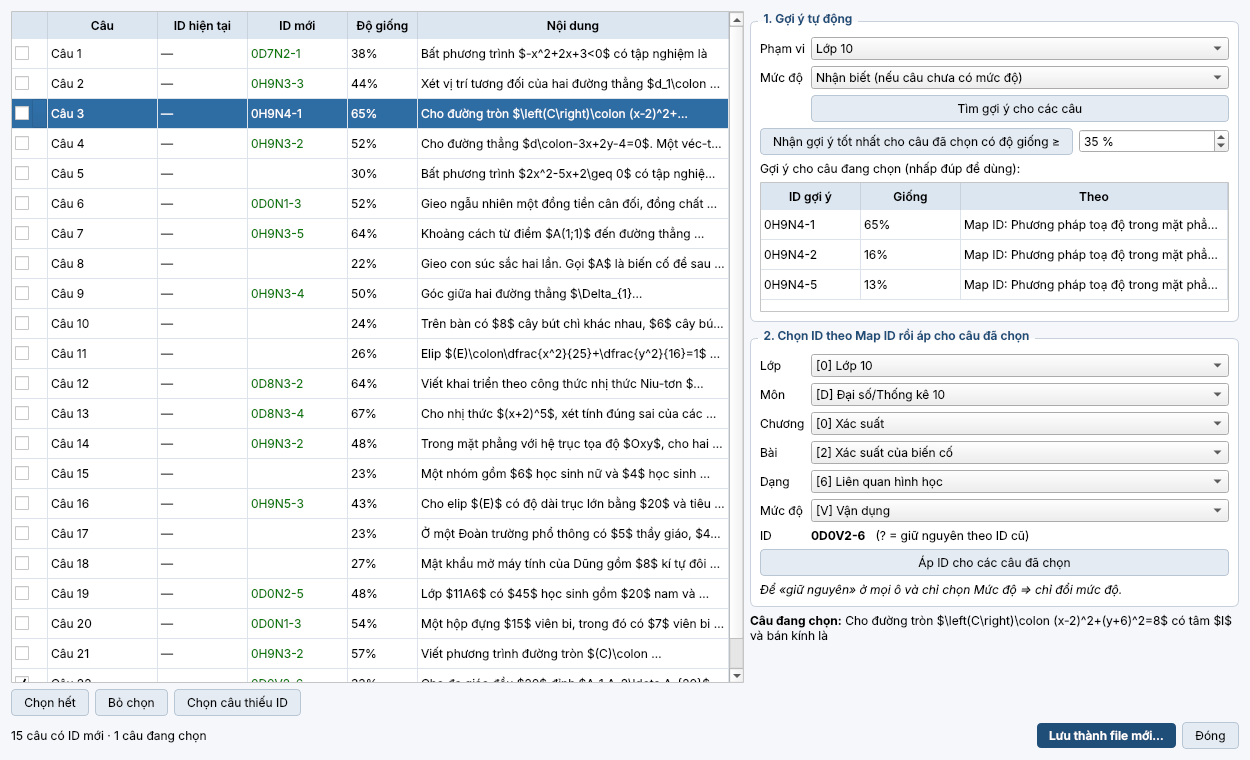 Câu ID hiện tại ID mới Độ giống Nội dung
Câu 1 — 0D7N2-1 38% Bất phương trình $-x^2+2x+3<0$ có tập nghiệm là
Câu 2 — 0H9N3-3 44% Xét vị trí tương đối của hai đường thẳng $d_1\colon ...
Câu 3 — 0H9N4-1 65% Cho đường tròn $\left(C\right)\colon (x-2)^2+...
Câu 4 — 0H9N3-2 52% Cho đường thẳng $d\colon-3x+2y-4=0$. Một véc-t...
Câu 5 — 30% Bất phương trình $2x^2-5x+2\geq 0$ có tập nghiệ...
Câu 6 — 0D0N1-3 52% Gieo ngẫu nhiên một đồng tiền cân đối, đồng chất ...
Câu 7 — 0H9N3-5 64% Khoảng cách từ điểm $A(1;1)$ đến đường thẳng ...
Câu 8 — 22% Gieo con súc sắc hai lần. Gọi $A$ là biến cố để sau ...
Câu 9 — 0H9N3-4 50% Góc giữa hai đường thẳng $\Delta_{1}...
Câu 10 — 24% Trên bàn có $8$ cây bút chì khác nhau, $6$ cây bú...
Câu 11 — 26% Elip $(E)\colon\dfrac{x^2}{25}+\dfrac{y^2}{16}=1$ ...
Câu 12 — 0D8N3-2 64% Viết khai triển theo công thức nhị thức Niu-tơn $...
Câu 13 — 0D8N3-4 67% Cho nhị thức $(x+2)^5$, xét tính đúng sai của các ...
Câu 14 — 0H9N3-2 48% Trong mặt phẳng với hệ trục tọa độ $Oxy$, cho hai ...
Câu 15 — 23% Một nhóm gồm $6$ học sinh nữ và $4$ học sinh ...
Câu 16 — 0H9N5-3 43% Cho elip $(E)$ có độ dài trục lớn bằng $20$ và tiêu ...
Câu 17 — 23% Ở một Đoàn trường phổ thông có $5$ thầy giáo, $4...
Câu 18 — 27% Mật khẩu mở máy tính của Dũng gồm $8$ kí tự đôi ...
Câu 19 — 0D0N2-5 48% Lớp $11A6$ có $45$ học sinh gồm $20$ nam và ...
Câu 20 — 0D0N1-3 54% Một hộp đựng $15$ viên bi, trong đó có $7$ viên bi ...
Câu 21 — 0H9N3-2 57% Viết phương trình đường tròn $(C)\colon ...
Chọn hết Bỏ chọn Chọn câu thiếu ID
15 câu có ID mới · 1 câu đang chọn
1. Gợi ý tự động
Phạm vi Lớp 10
Mức độ Nhận biết (nếu câu chưa có mức độ)
Tìm gợi ý cho các câu
Nhận gợi ý tốt nhất cho câu đã chọn có độ giống ≥ 35 %
Gợi ý cho câu đang chọn (nhấp đúp để dùng):
ID gợi ý Giống Theo
0H9N4-1 65% Map ID: Phương pháp toạ độ trong mặt phẳ...
0H9N4-2 16% Map ID: Phương pháp toạ độ trong mặt phẳ...
0H9N4-5 13% Map ID: Phương pháp toạ độ trong mặt phẳ...
2. Chọn ID theo Map ID rồi áp cho câu đã chọn
Lớp [0] Lớp 10
Môn [D] Đại số/Thống kê 10
Chương [0] Xác suất
Bài [2] Xác suất của biến cố
Dạng [6] Liên quan hình học
Mức độ [V] Vận dụng
ID 0D0V2-6 (? = giữ nguyên theo ID cũ)
Áp ID cho các câu đã chọn
Để «giữ nguyên» ở mọi ô và chỉ chọn Mức độ ⇒ chỉ đổi mức độ.
Câu đang chọn: Cho đường tròn $\left(C\right)\colon (x-2)^2+(y+6)^2=8$ có tâm $I$
và bán kính là
Lưu thành file mới... Đóng